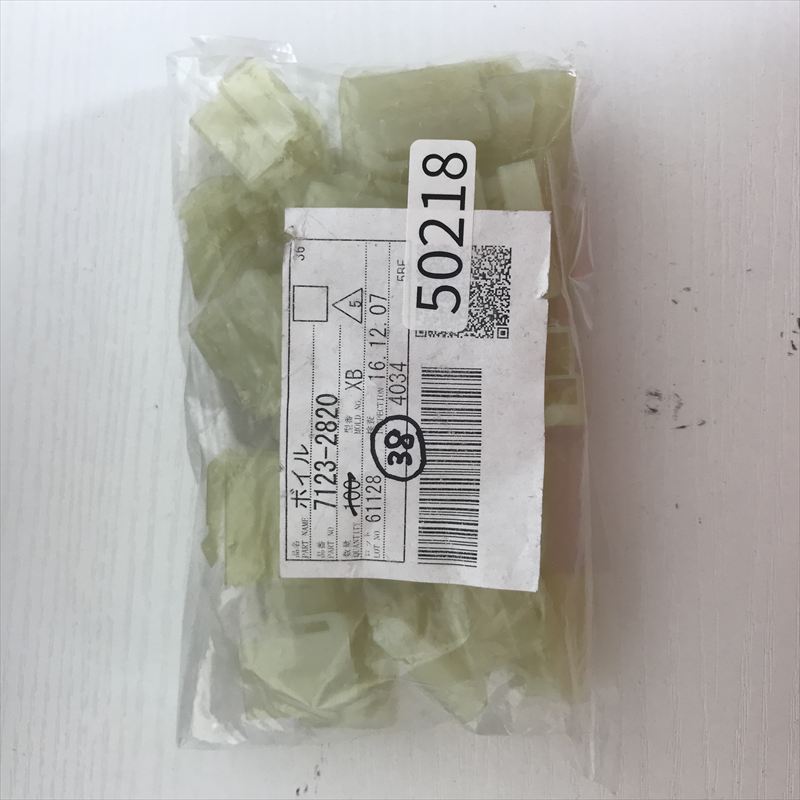 50218
36
品名
PART NAME
ボイル
品番
PART NO
7123-2820
5
数量
QUANTITY
100
型番
MOLD NO.
XB
ロット
LOT NO.
61128
検査
INSPECTION
16.12.07
38
4034